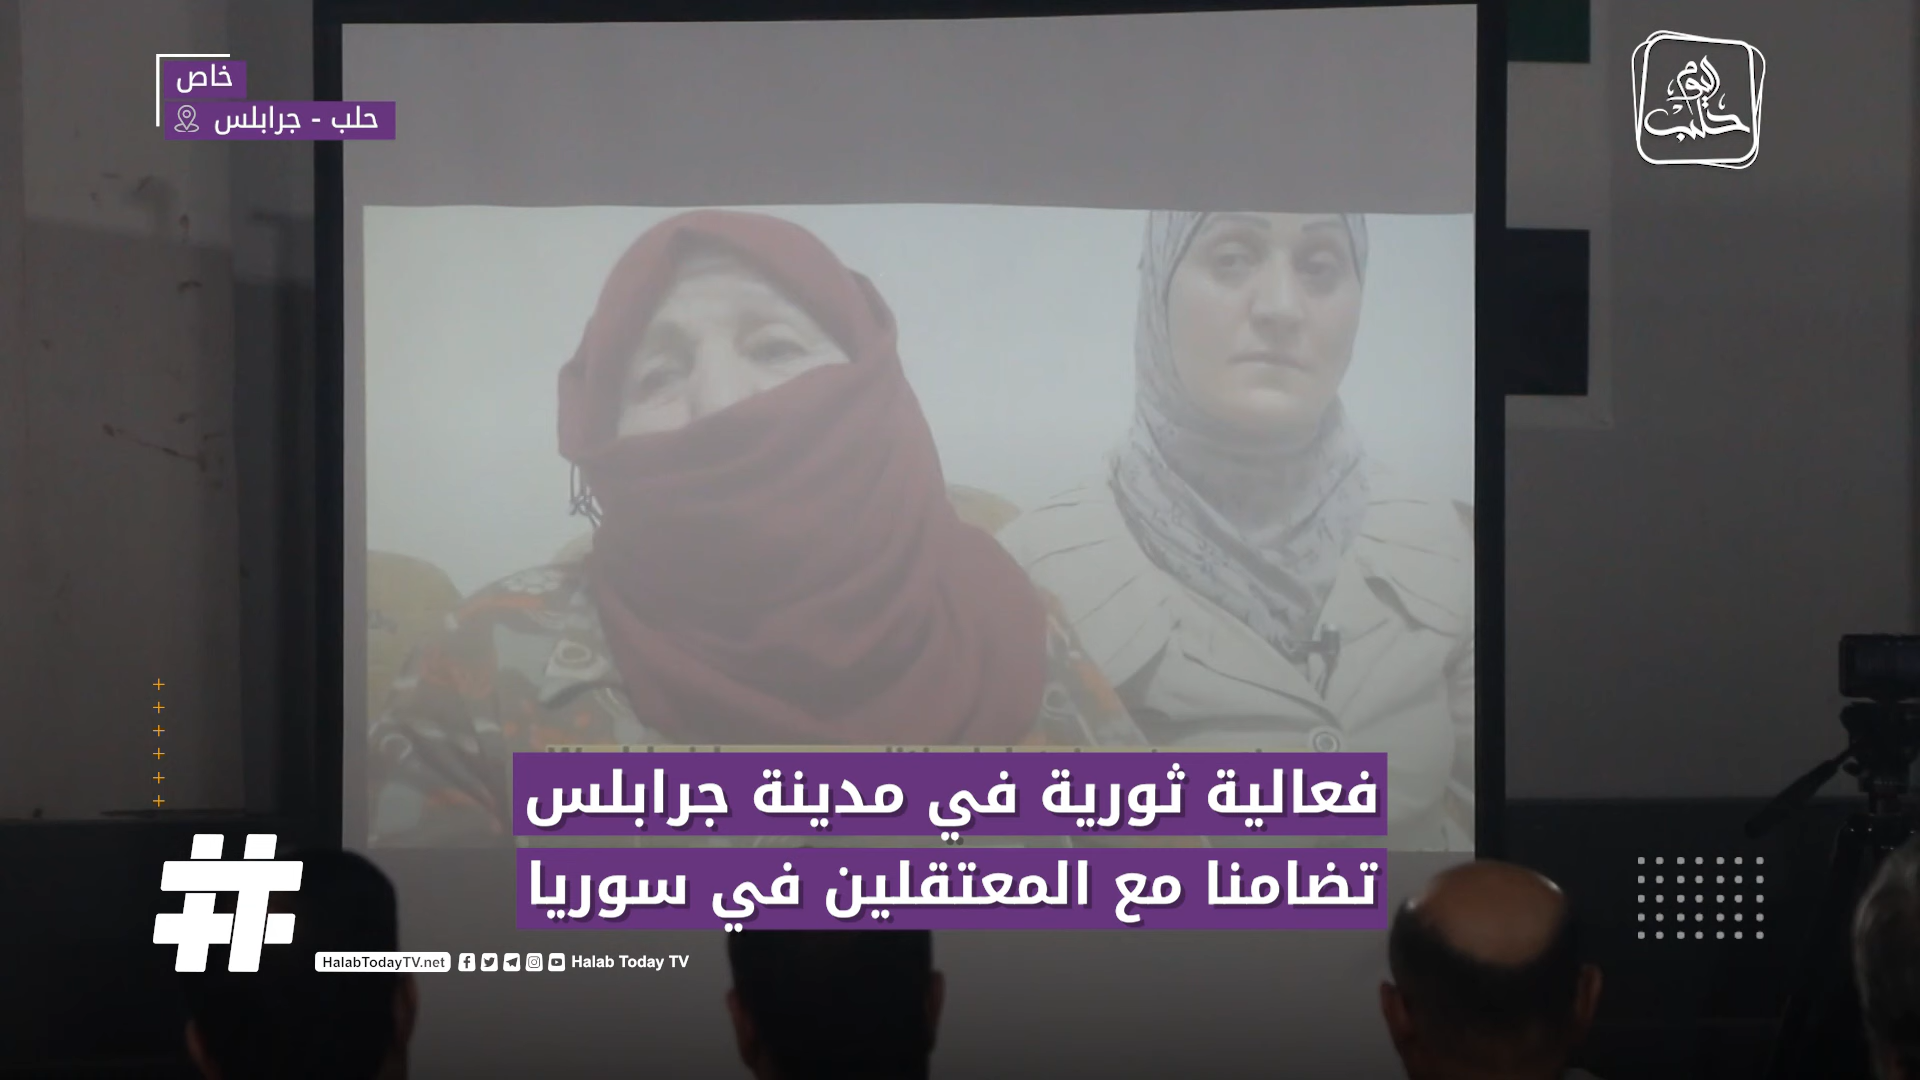 خاص
حلب - جرابلس
حلب اليوم
فعالية ثورية في مدينة جرابلس
تضامنا مع المعتقلين في سوريا
HalabTodayTV.net Halab Today TV